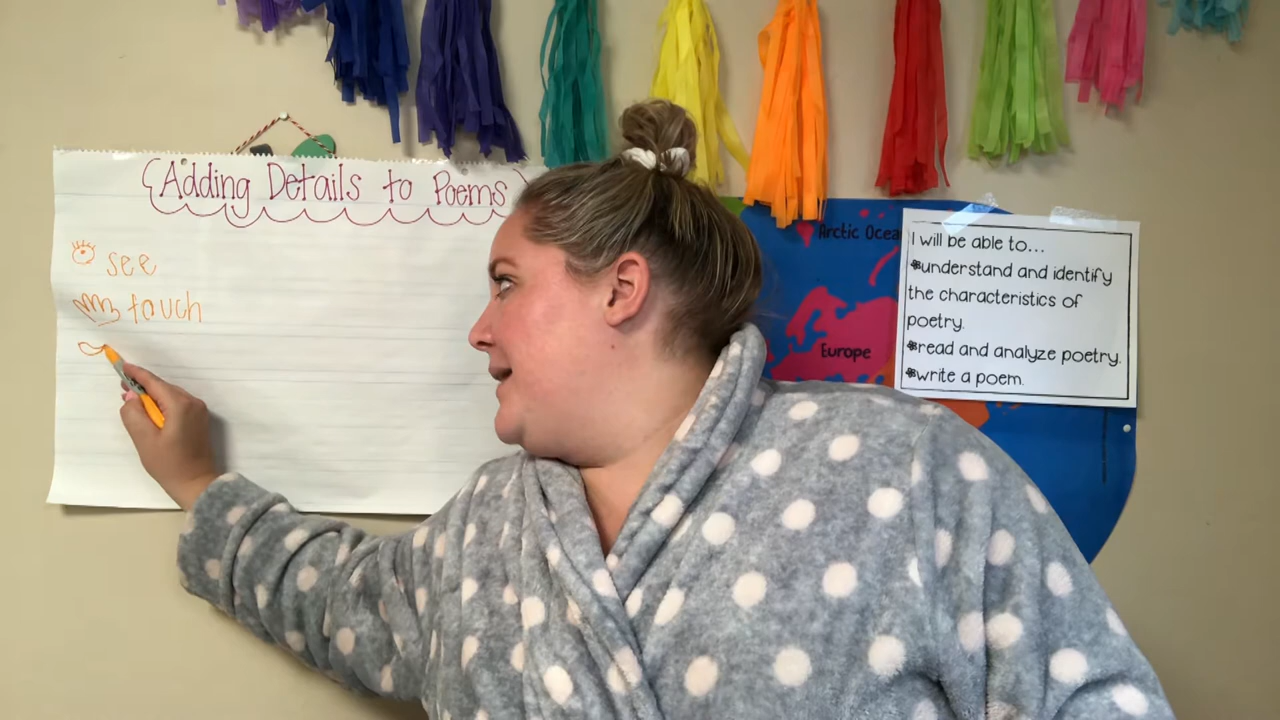 Adding Details to Poems
see
touch
Arctic Ocea
Europe
I will be able to...
*understand and identify
the characteristics of
poetry.
*read and analyze poetry.
*write a poem.